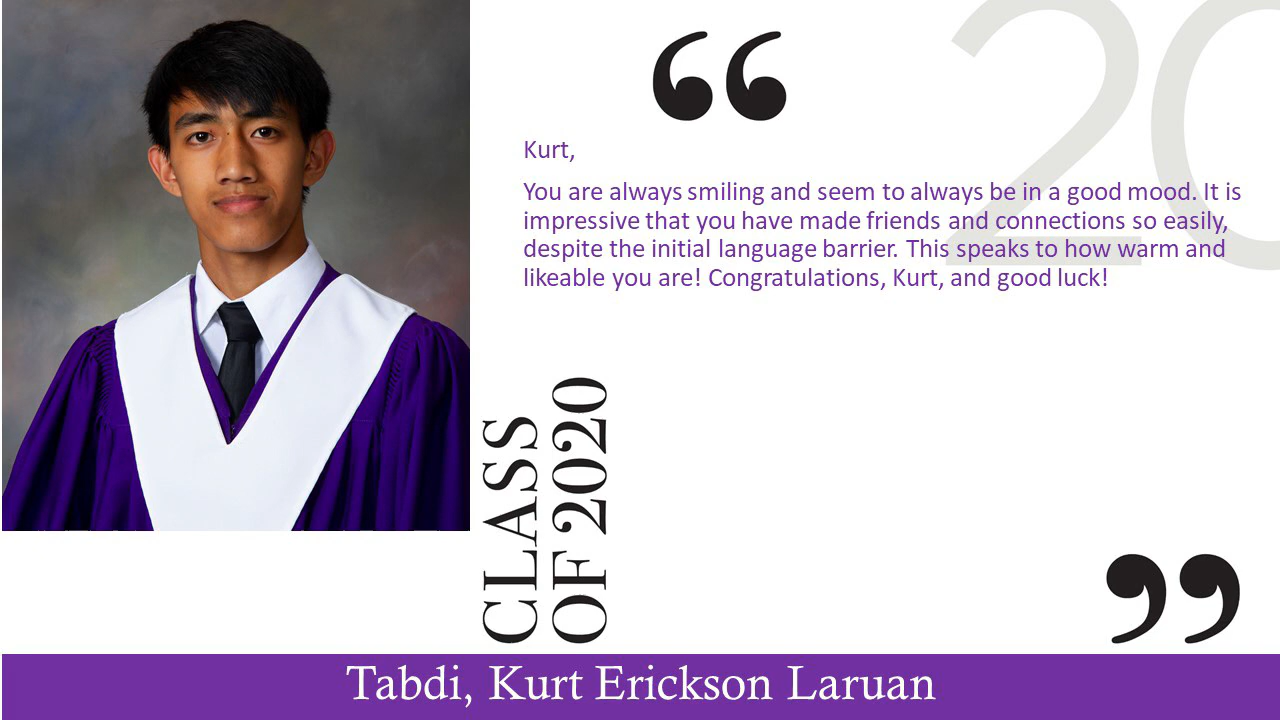 20
“
Kurt,
You are always smiling and seem to always be in a good mood. It is
impressive that you have made friends and connections so easily,
despite the initial language barrier. This speaks to how warm and
likeable you are! Congratulations, Kurt, and good luck!
CLASS
OF 2020
”
Tabdi, Kurt Erickson Laruan